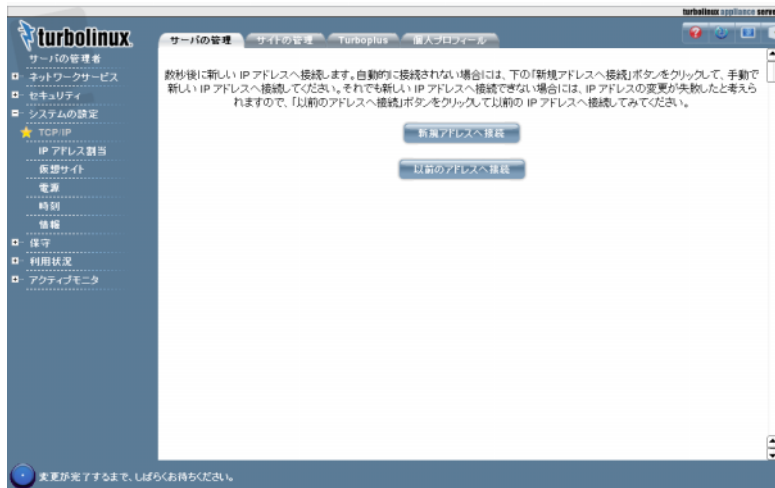 turbolinux appliance serve
turbolinux
サーバの管理
サイトの管理
Turboplus
個人プロフィール
サーバの管理者
ネットワークサービス
セキュリティ
システムの設定
TCP/IP
IP アドレス割当
仮想サイト
電源
時刻
情報
保守
利用状況
アクティブモニタ
数秒後に新しい IP アドレスへ接続します。自動的に接続されない場合には、下の「新規アドレスへ接続」ボタンをクリックして、手動で
新しい IP アドレスへ接続してください。それでも新しい IP アドレスへ接続できない場合には、IP アドレスの変更が失敗したと考えら
れますので、「以前のアドレスへ接続」ボタンをクリックして以前の IP アドレスへ接続してみてください。
新規アドレスへ接続
以前のアドレスへ接続
変更が完了するまで、しばらくお待ちください。